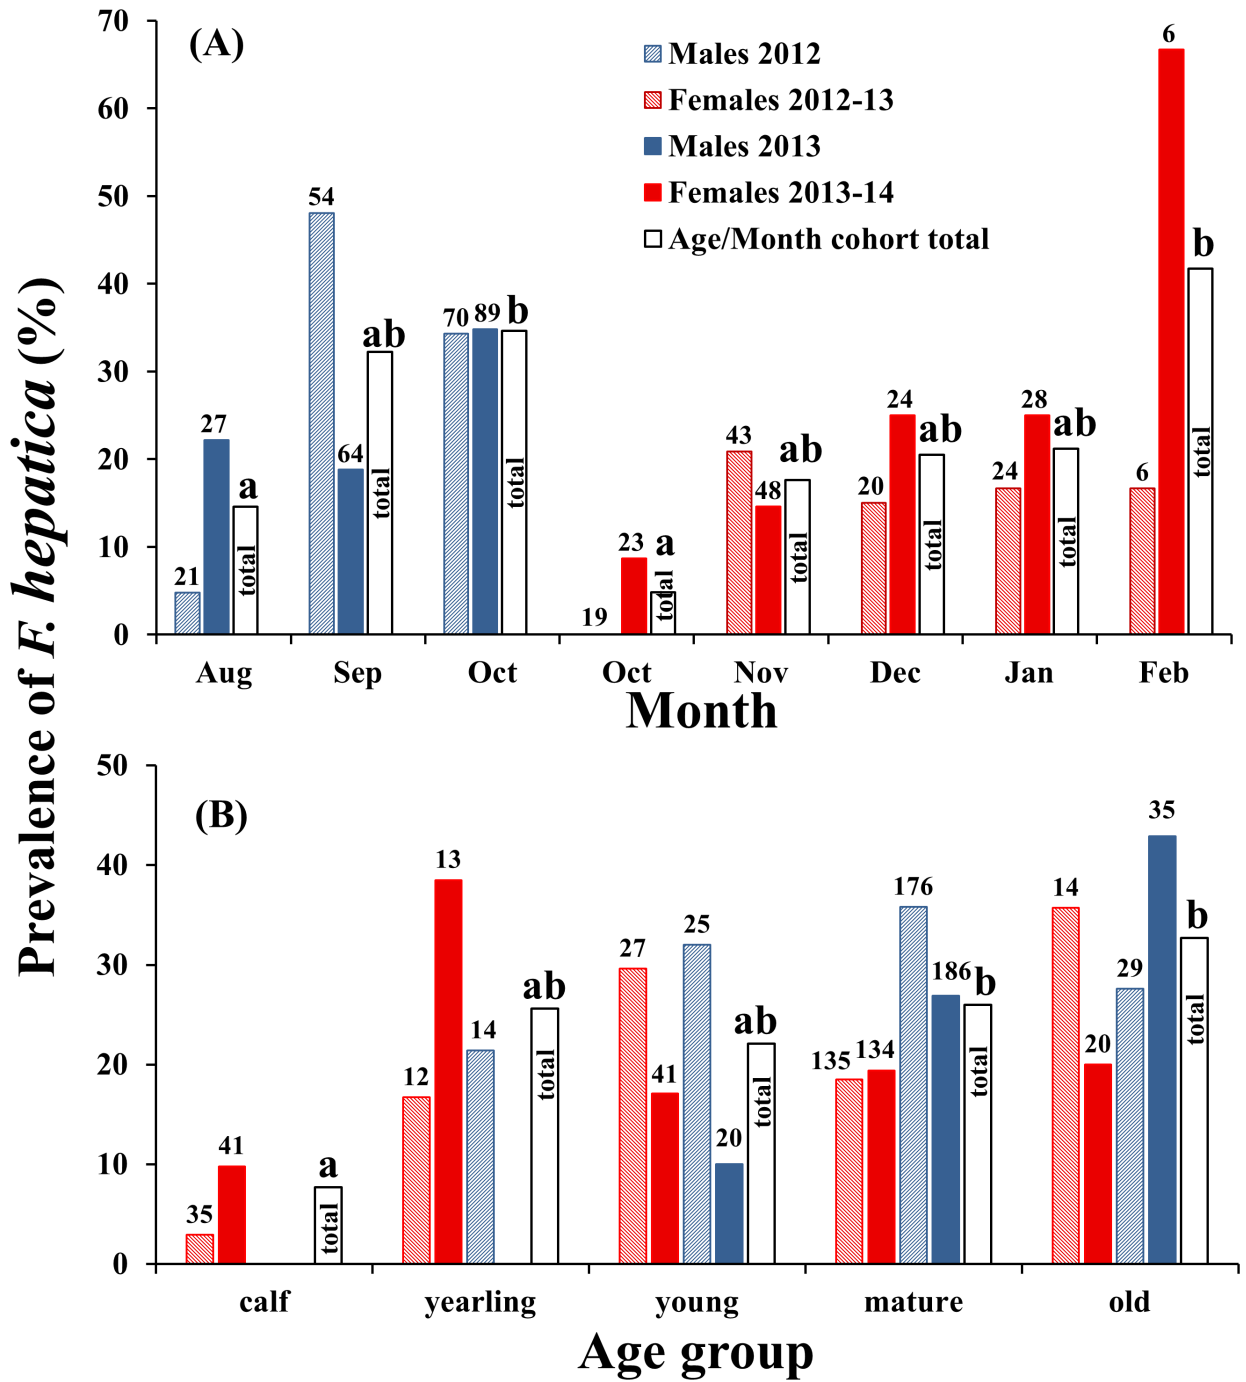 Prevalence of F. hepatica (%)
(A)
Males 2012
Females 2012-13
Males 2013
Females 2013-14
Age/Month cohort total
70
60
50
40
30
20
10
0
21
27
a
total
54
64
ab
total
70
89
b
total
19
23
a
total
43
48
ab
total
20
24
ab
total
24
28
ab
total
6
6
b
total
Aug
Sep
Oct
Oct
Nov
Dec
Jan
Feb
Month
(B)
50
40
30
20
10
0
35
41
a
total
12
13
14
ab
total
27
41
25
20
ab
total
135
134
176
186
b
total
14
20
29
35
b
total
calf
yearling
young
mature
old
Age group